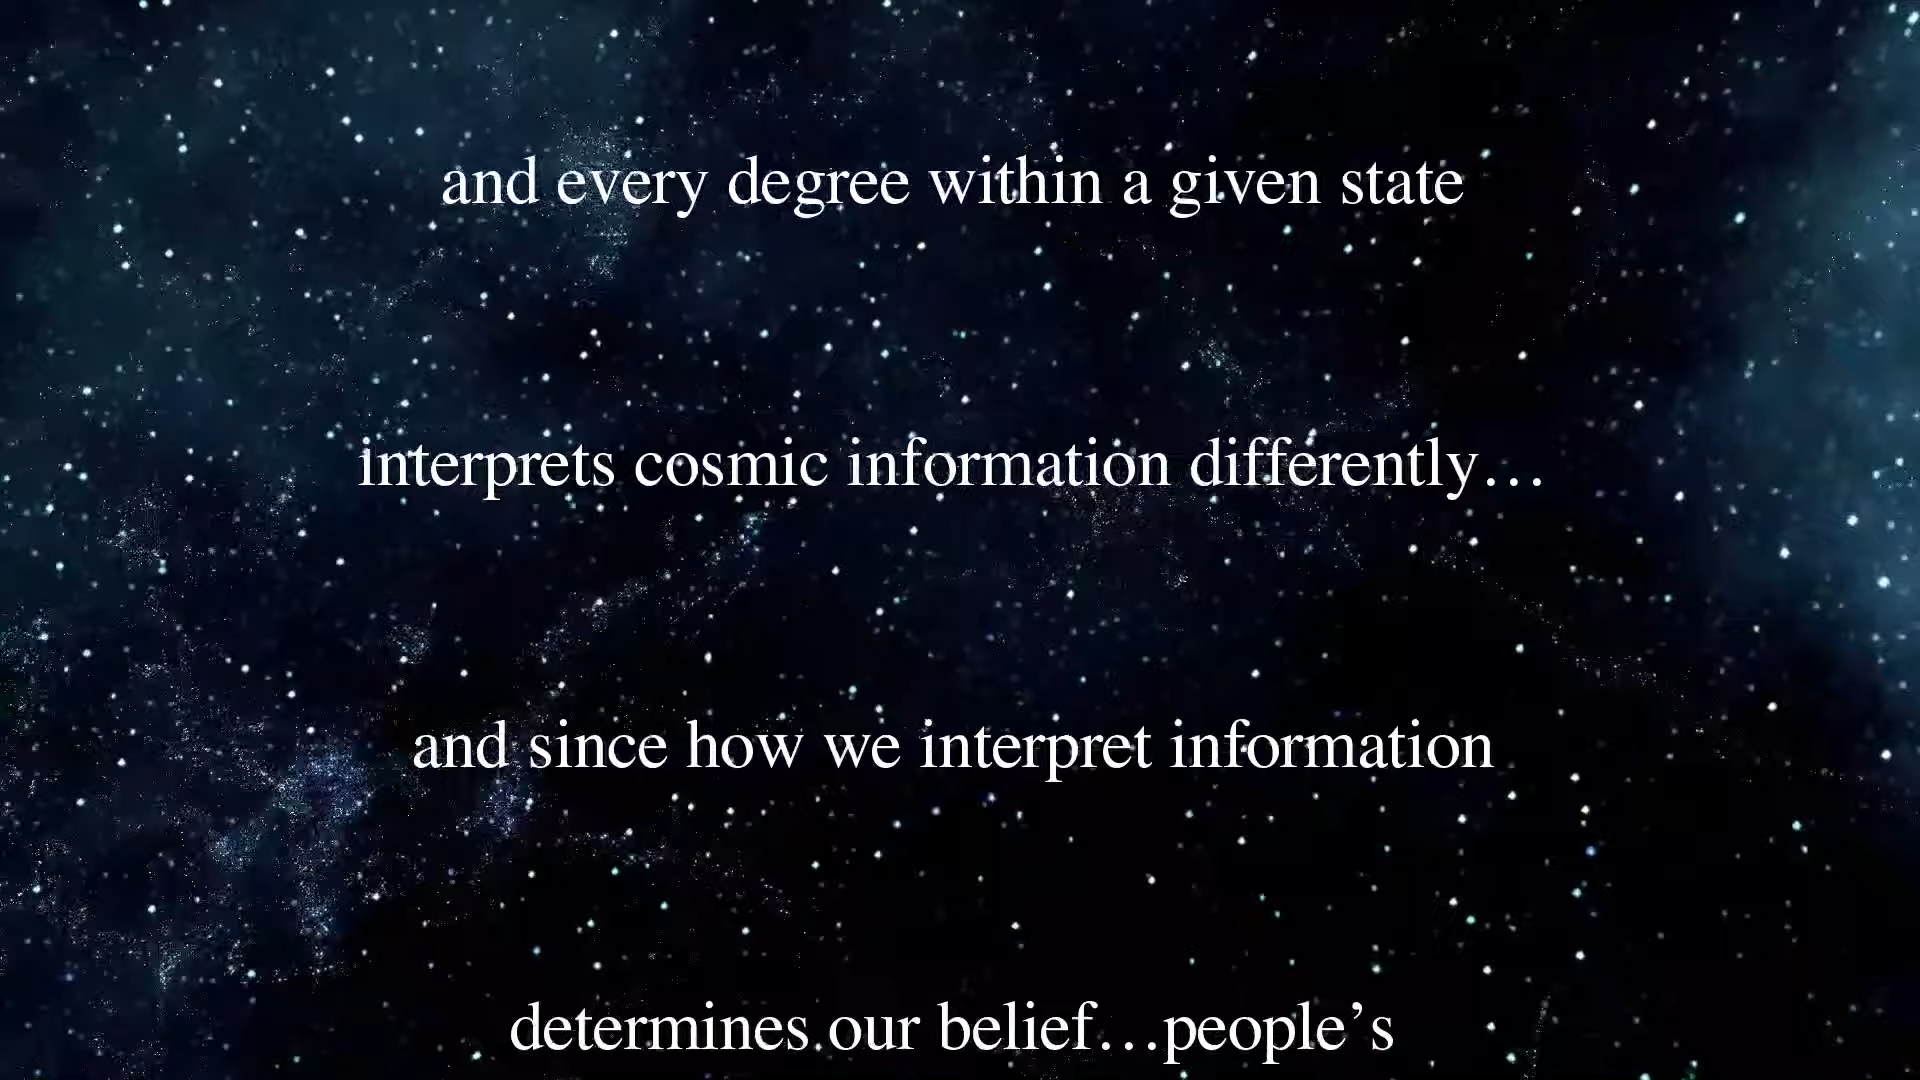 and every degree within a given state
interprets cosmic information differently…
and since how we interpret information
determines our belief…people’s